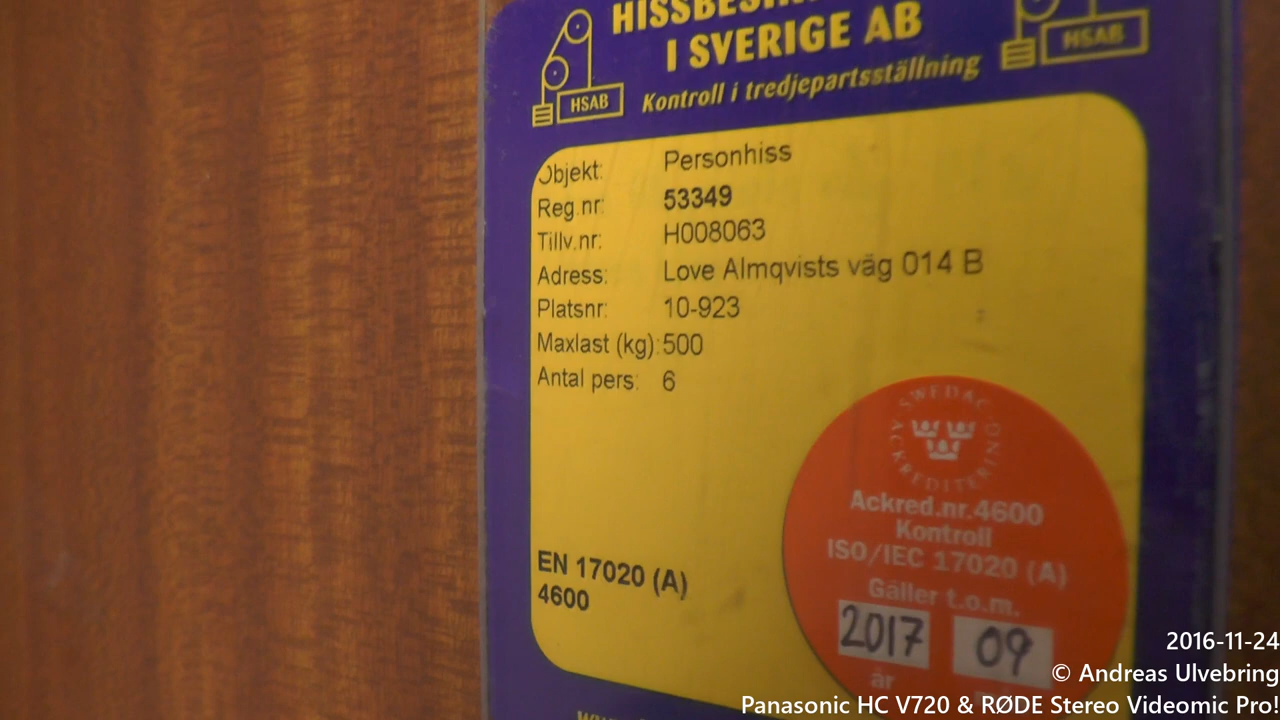 I SVERIGE AB
HSAB
HSAB
Kontroll i tredjepartsställning
Objekt: Personhiss
Reg.nr: 53349
Tillv.nr: H008063
Adress: Love Almqvists väg 014 B
Platsnr: 10-923
Maxlast (kg): 500
Antal pers: 6
EN 17020 (A)
4600
SWEDAC
ACKREDITERING
Ackred.nr.4600
Kontroll
ISO/IEC 17020 (A)
Gäller t.o.m.
2017 09
år
2016-11-24
© Andreas Ulvebring
Panasonic HC V720 & RØDE Stereo Videomic Pro!